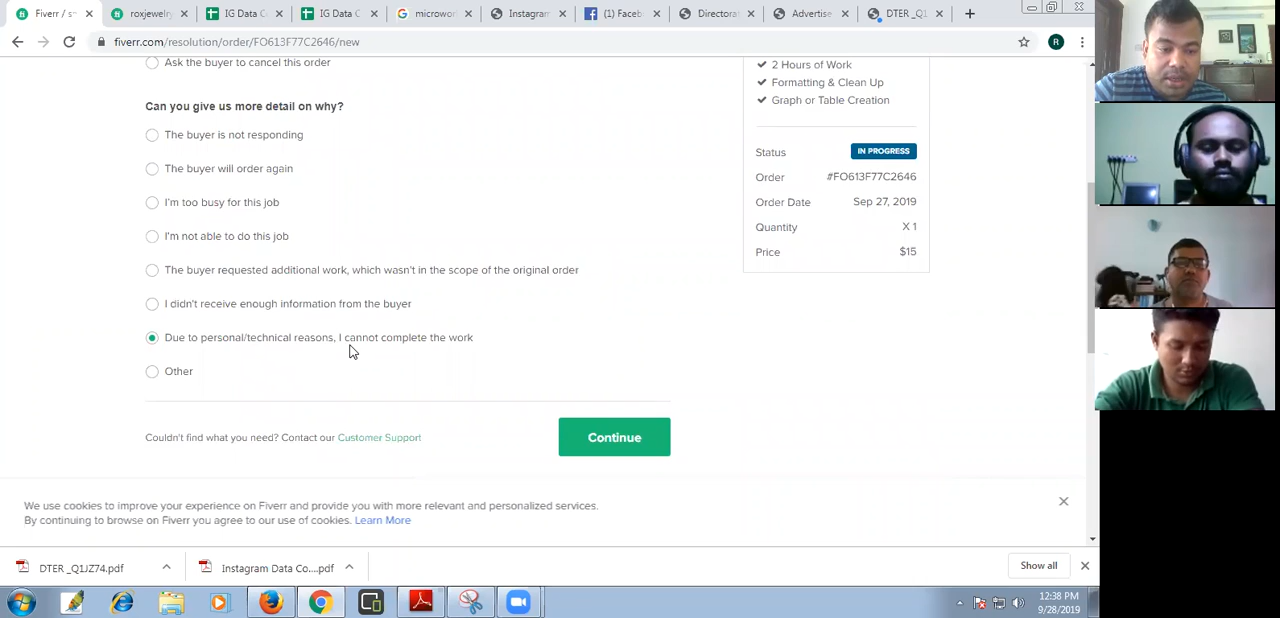 Fiverr / s
roxjewelry
IG Data C
IG Data C
microwor
Instagram
(1) Faceb
Directora
Advertise
DTER _Q1
fiverr.com/resolution/order/FO613F77C2646/new
R
Ask the buyer to cancel this order
Can you give us more detail on why?
The buyer is not responding
The buyer will order again
I'm too busy for this job
I'm not able to do this job
The buyer requested additional work, which wasn't in the scope of the original order
I didn't receive enough information from the buyer
Due to personal/technical reasons, I cannot complete the work
Other
Couldn't find what you need? Contact our Customer Support
Continue
2 Hours of Work
Formatting & Clean Up
Graph or Table Creation
Status IN PROGRESS
Order #FO613F77C2646
Order Date Sep 27, 2019
Quantity X 1
Price $15
We use cookies to improve your experience on Fiverr and provide you with more relevant and personalized services.
By continuing to browse on Fiverr you agree to our use of cookies. Learn More
DTER _Q1JZ74.pdf
Instagram Data Co....pdf
Show all
12:38 PM
9/28/2019